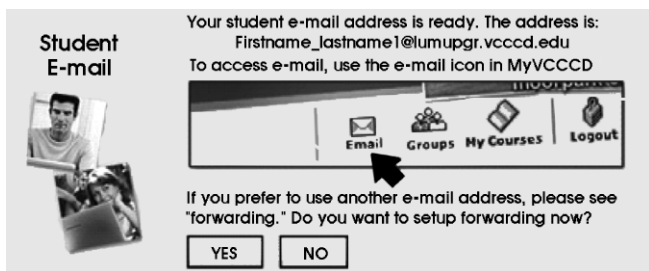 Student
E-mail
Your student e-mail address is ready. The address is:
Firstname_lastname1@lumupgr.vcccd.edu
To access e-mail, use the e-mail icon in MyVCCCD
Email
Groups
My Courses
Logout
If you prefer to use another e-mail address, please see
"forwarding." Do you want to setup forwarding now?
YES
NO